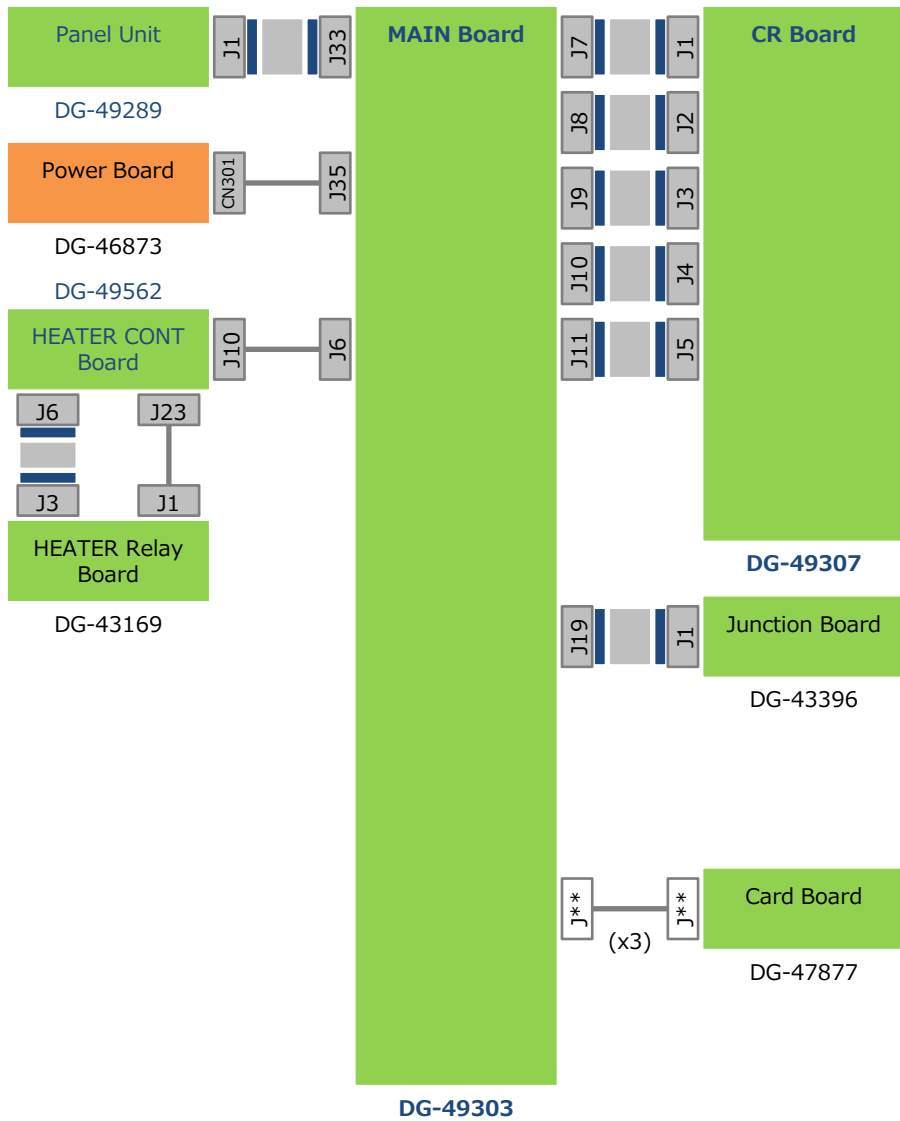 Panel Unit
J1
J33
DG-49289
Power Board
CN301
J35
DG-46873
DG-49562
HEATER CONT
Board
J10
J6
J6
J23
J3
J1
HEATER Relay
Board
DG-43169
MAIN Board
DG-49303
J7
J1
J8
J2
J9
J3
J10
J4
J11
J5
CR Board
DG-49307
J19
J1
Junction Board
DG-43396
J**
J**
(x3)
Card Board
DG-47877